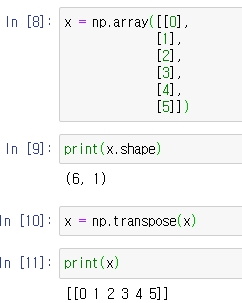 In [8]: x = np.array([[0],
[1],
[2],
[3],
[4],
[5]])
In [9]: print(x.shape)
(6, 1)
In [10]: x = np.transpose(x)
In [11]: print(x)
[[0 1 2 3 4 5]]